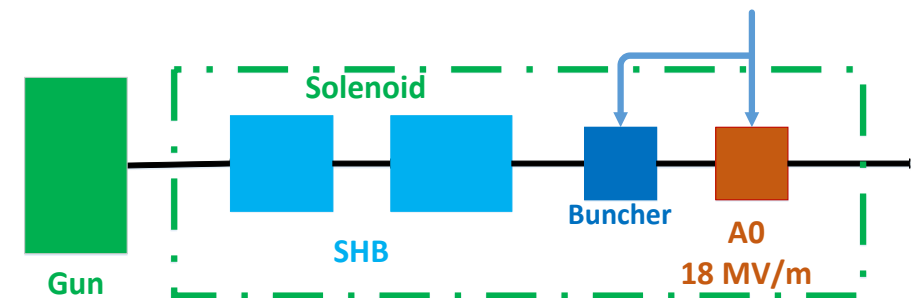 Solenoid
Buncher
SHB
A0
18 MV/m
Gun